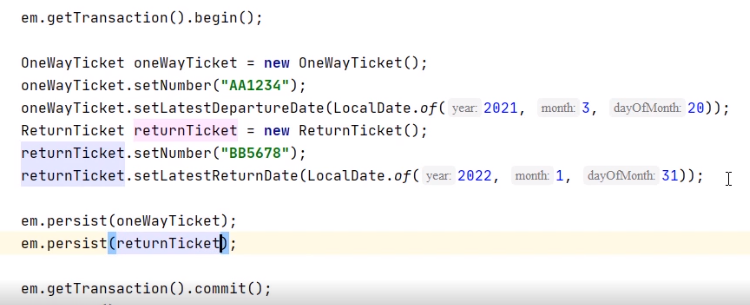 em.getTransaction().begin();
OneWayTicket oneWayTicket = new OneWayTicket();
oneWayTicket.setNumber("AA1234");
oneWayTicket.setLatestDepartureDate(LocalDate.of( year: 2021, month: 3, dayOfMonth: 20));
ReturnTicket returnTicket = new ReturnTicket();
returnTicket.setNumber("BB5678");
returnTicket.setLatestReturnDate(LocalDate.of( year: 2022, month: 1, dayOfMonth: 31));
em.persist(oneWayTicket);
em.persist(returnTicket);
em.getTransaction().commit();